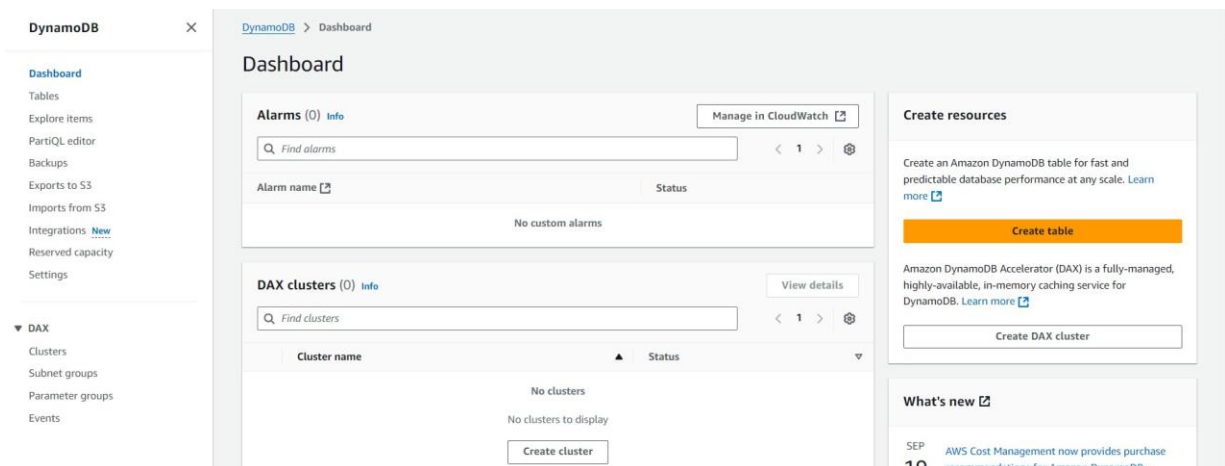 DynamoDB
Dashboard
Tables
Explore items
PartiQL editor
Backups
Exports to S3
Imports from S3
Integrations New
Reserved capacity
Settings
DAX
Clusters
Subnet groups
Parameter groups
Events
DynamoDB > Dashboard
Dashboard
Alarms (0) Info
Manage in CloudWatch
Find alarms
1
Alarm name
Status
No custom alarms
DAX clusters (0) Info
View details
Find clusters
1
Cluster name
Status
No clusters
No clusters to display
Create cluster
Create resources
Create an Amazon DynamoDB table for fast and
predictable database performance at any scale. Learn
more
Create table
Amazon DynamoDB Accelerator (DAX) is a fully-managed,
highly-available, in-memory caching service for
DynamoDB. Learn more
Create DAX cluster
What's new
SEP
AWS Cost Management now provides purchase